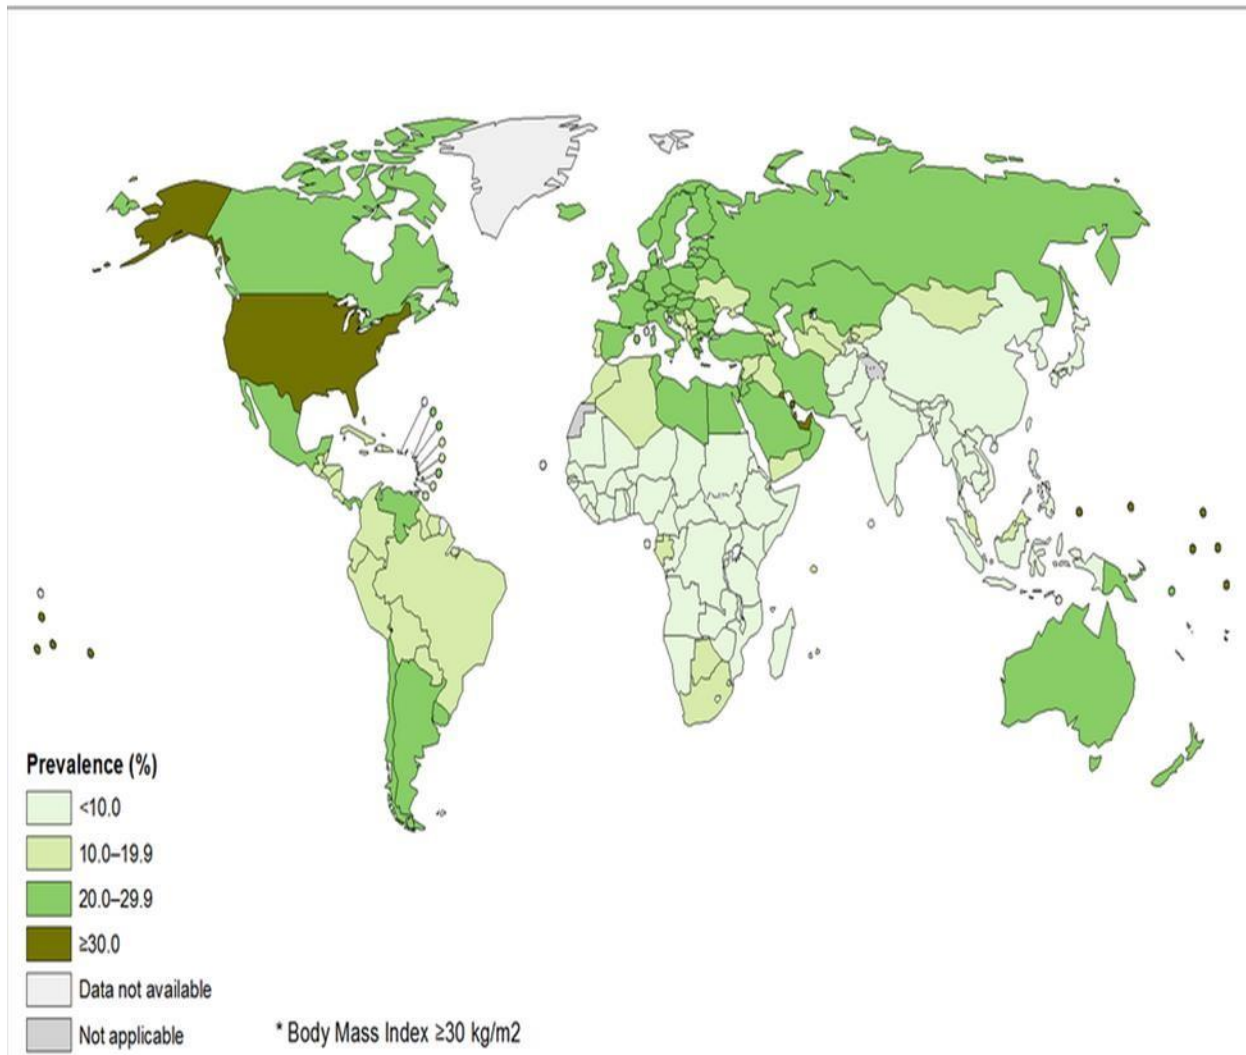 Prevalence (%)
<10.0
10.0–19.9
20.0–29.9
≥30.0
Data not available
Not applicable
* Body Mass Index ≥30 kg/m2